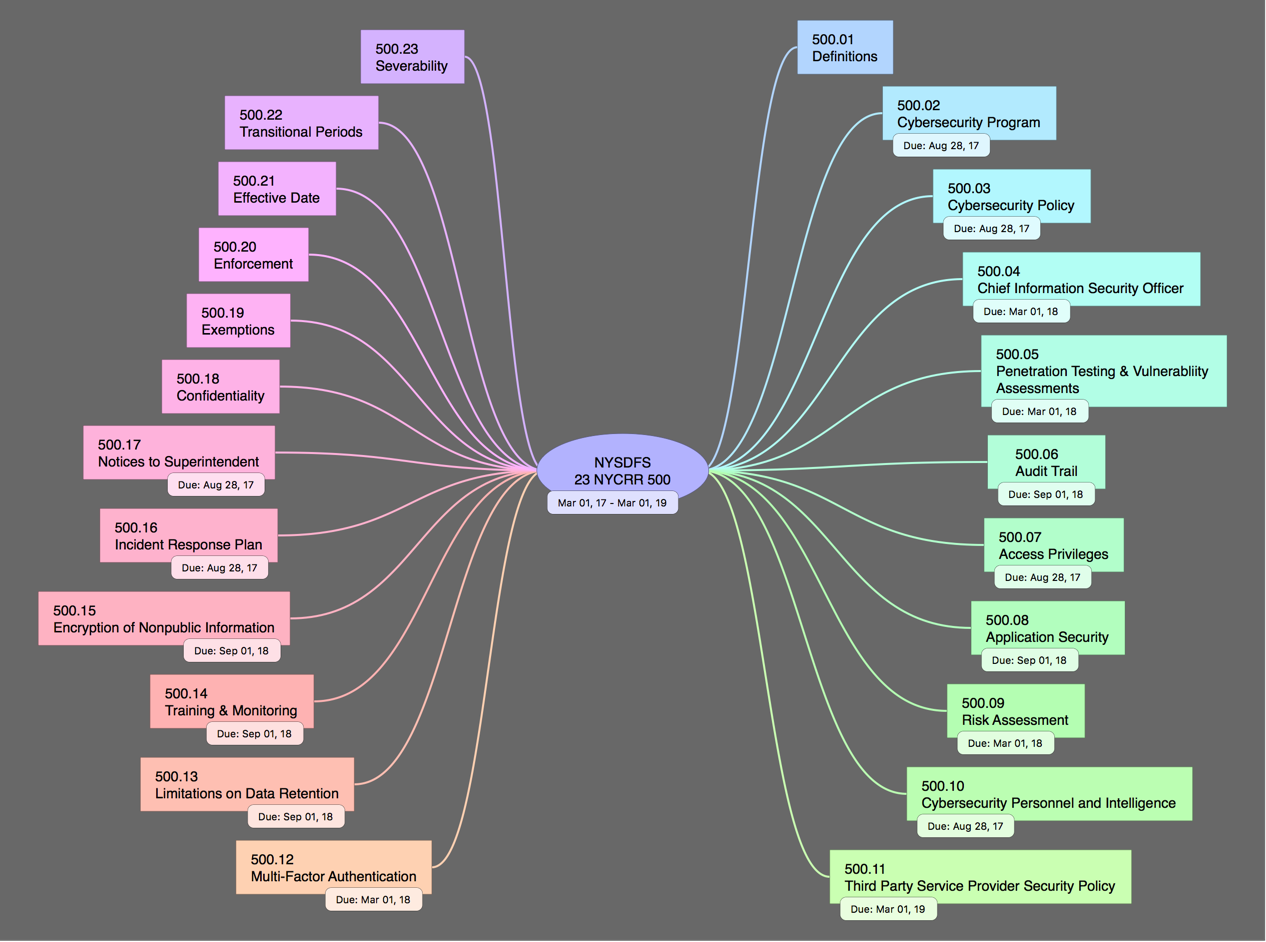 NYSDFS
23 NYCRR 500
Mar 01, 17 - Mar 01, 19
500.01
Definitions
500.02
Cybersecurity Program
Due: Aug 28, 17
500.03
Cybersecurity Policy
Due: Aug 28, 17
500.04
Chief Information Security Officer
Due: Mar 01, 18
500.05
Penetration Testing & Vulnerabliity
Assessments
Due: Mar 01, 18
500.06
Audit Trail
Due: Sep 01, 18
500.07
Access Privileges
Due: Aug 28, 17
500.08
Application Security
Due: Sep 01, 18
500.09
Risk Assessment
Due: Mar 01, 18
500.10
Cybersecurity Personnel and Intelligence
Due: Aug 28, 17
500.11
Third Party Service Provider Security Policy
Due: Mar 01, 19
500.12
Multi-Factor Authentication
Due: Mar 01, 18
500.13
Limitations on Data Retention
Due: Sep 01, 18
500.14
Training & Monitoring
Due: Sep 01, 18
500.15
Encryption of Nonpublic Information
Due: Sep 01, 18
500.16
Incident Response Plan
Due: Aug 28, 17
500.17
Notices to Superintendent
Due: Aug 28, 17
500.18
Confidentiality
500.19
Exemptions
500.20
Enforcement
500.21
Effective Date
500.22
Transitional Periods
500.23
Severability